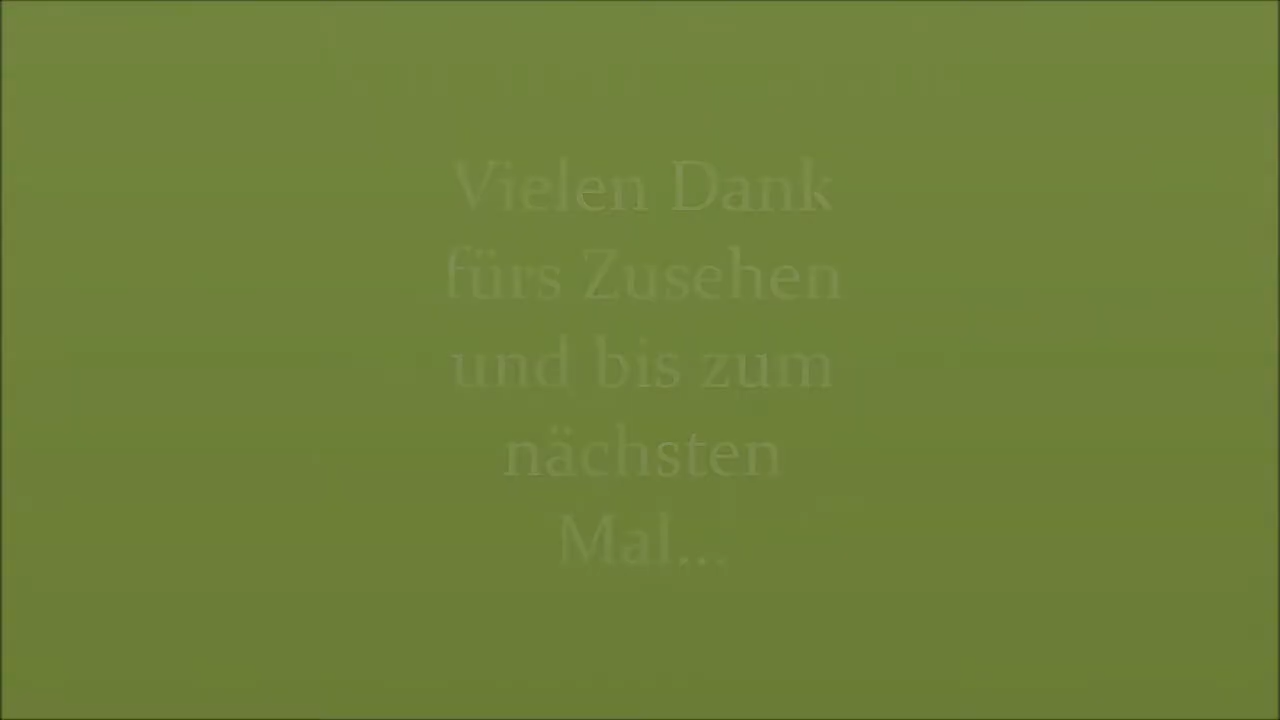 Vielen Dank
fürs Zusehen
und bis zum
nächsten
Mal...